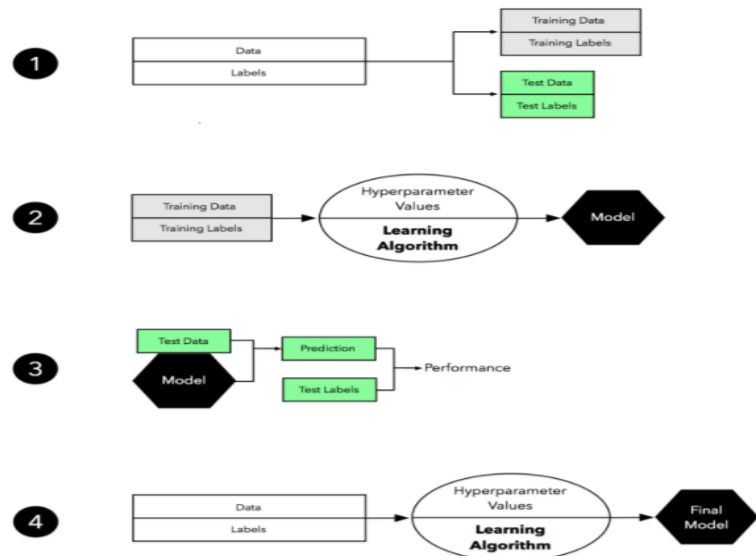 1
Data
Labels
Training Data
Training Labels
Test Data
Test Labels
2
Training Data
Training Labels
Hyperparameter
Values
Learning
Algorithm
Model
3
Test Data
Model
Prediction
Test Labels
Performance
4
Data
Labels
Hyperparameter
Values
Learning
Algorithm
Final
Model